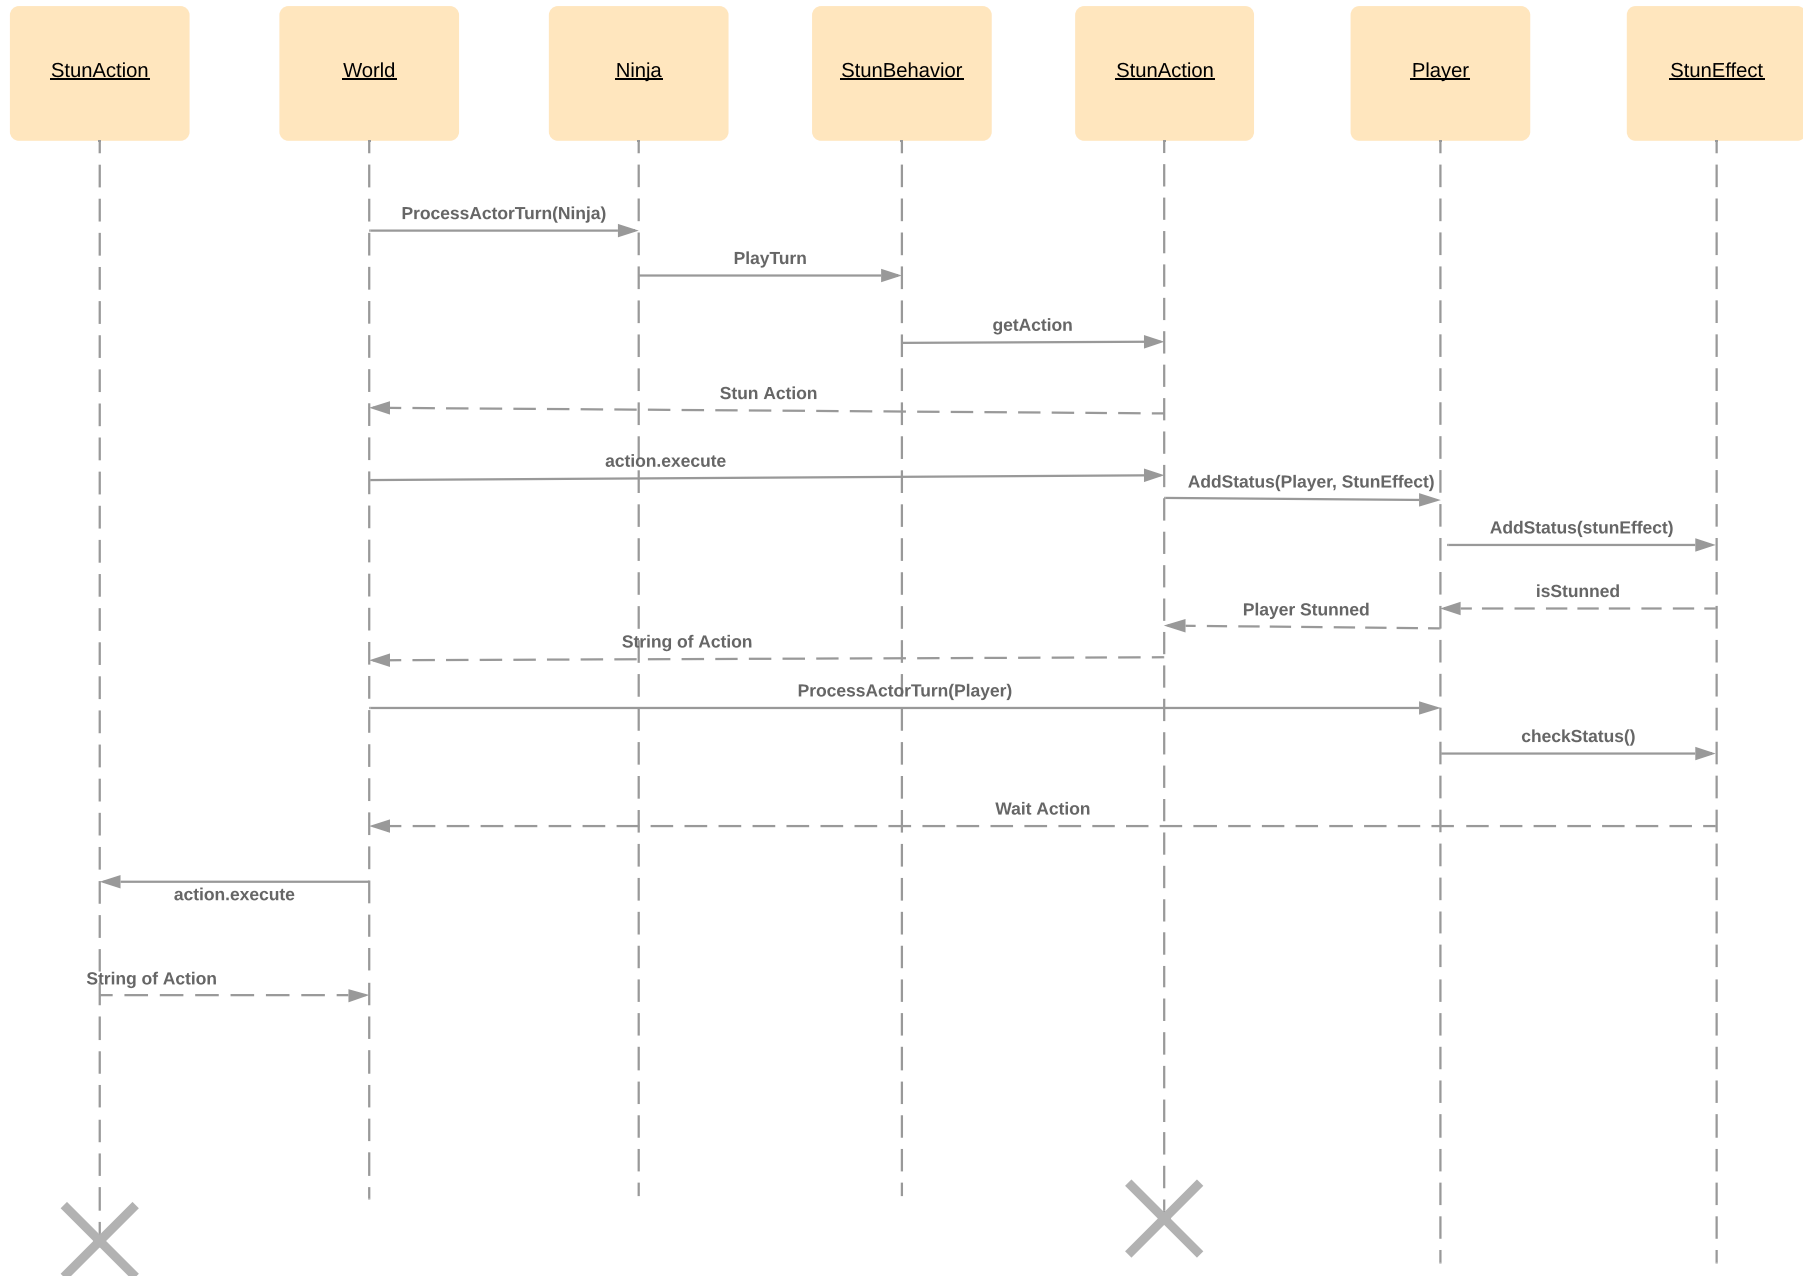 StunAction
World
Ninja
StunBehavior
StunAction
Player
StunEffect
ProcessActorTurn(Ninja)
PlayTurn
getAction
Stun Action
action.execute
AddStatus(Player, StunEffect)
AddStatus(stunEffect)
isStunned
Player Stunned
String of Action
ProcessActorTurn(Player)
checkStatus()
Wait Action
action.execute
String of Action